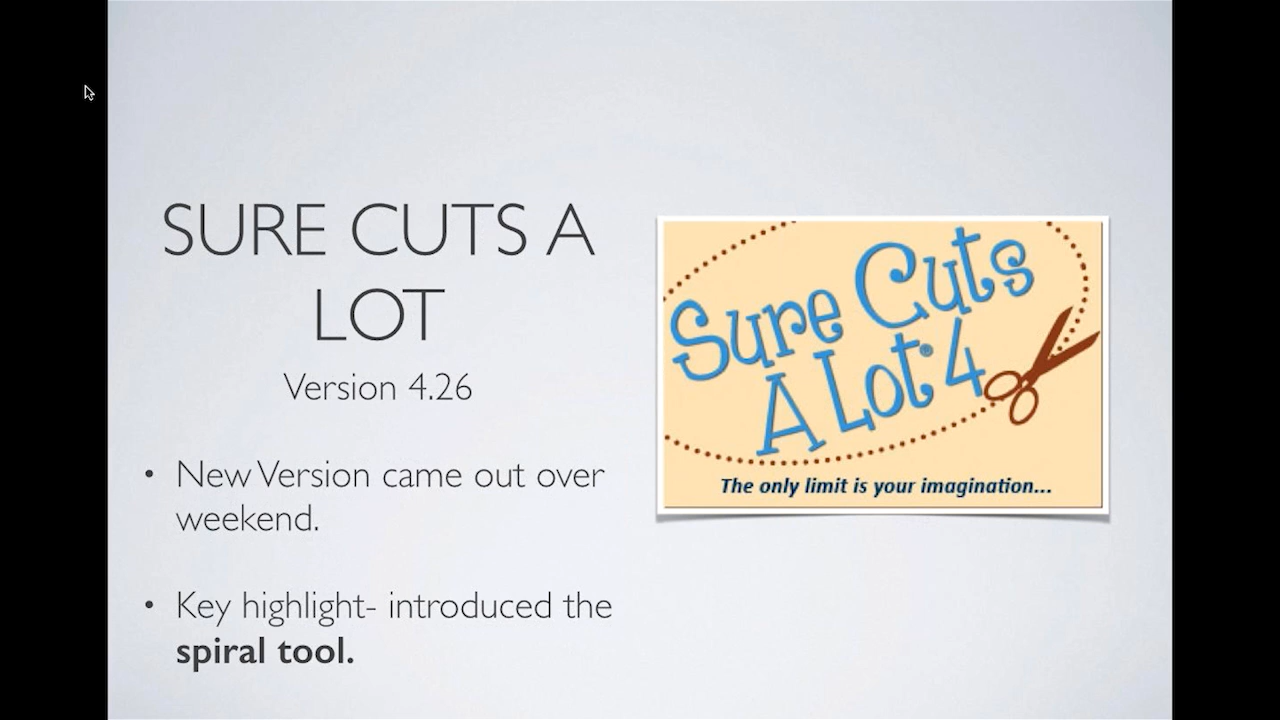 SURE CUTS A
LOT
Version 4.26
• New Version came out over
weekend.
• Key highlight- introduced the
spiral tool.
Sure Cuts
A Lot® 4
The only limit is your imagination...